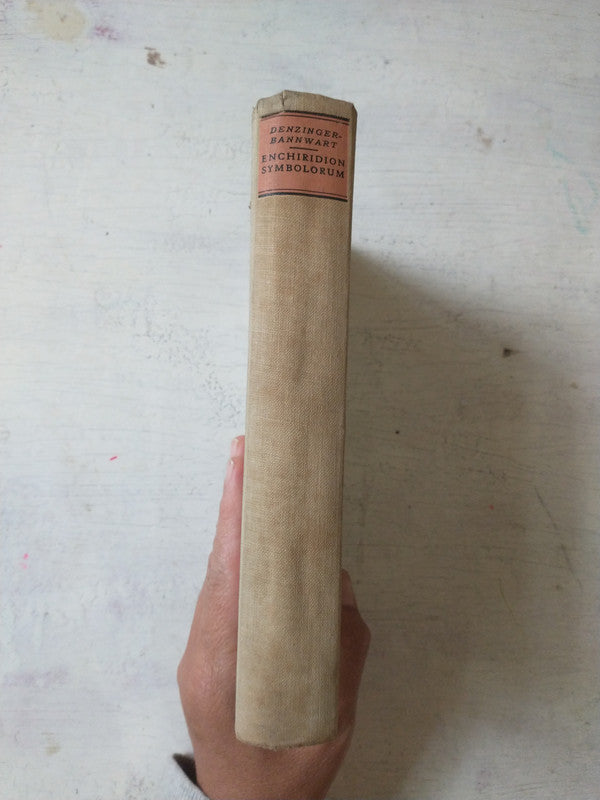 DENZINGER-
BANNWART
ENCHIRIDION
SYMBOLORUM